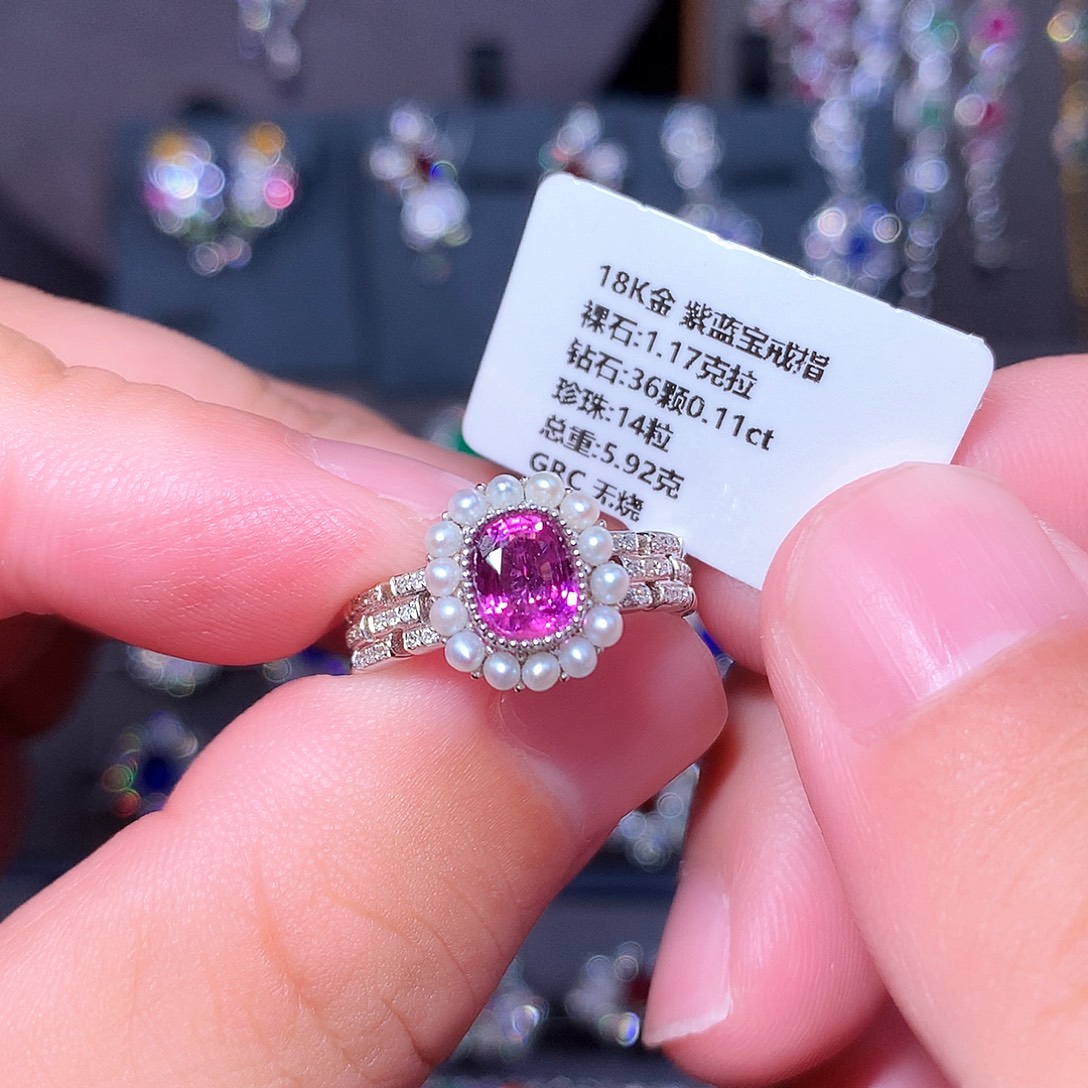 18K金 紫蓝宝戒指
裸石:1.17克拉
钻石:36颗0.11ct
珍珠:14粒
总重:5.92克
GRC 无烧